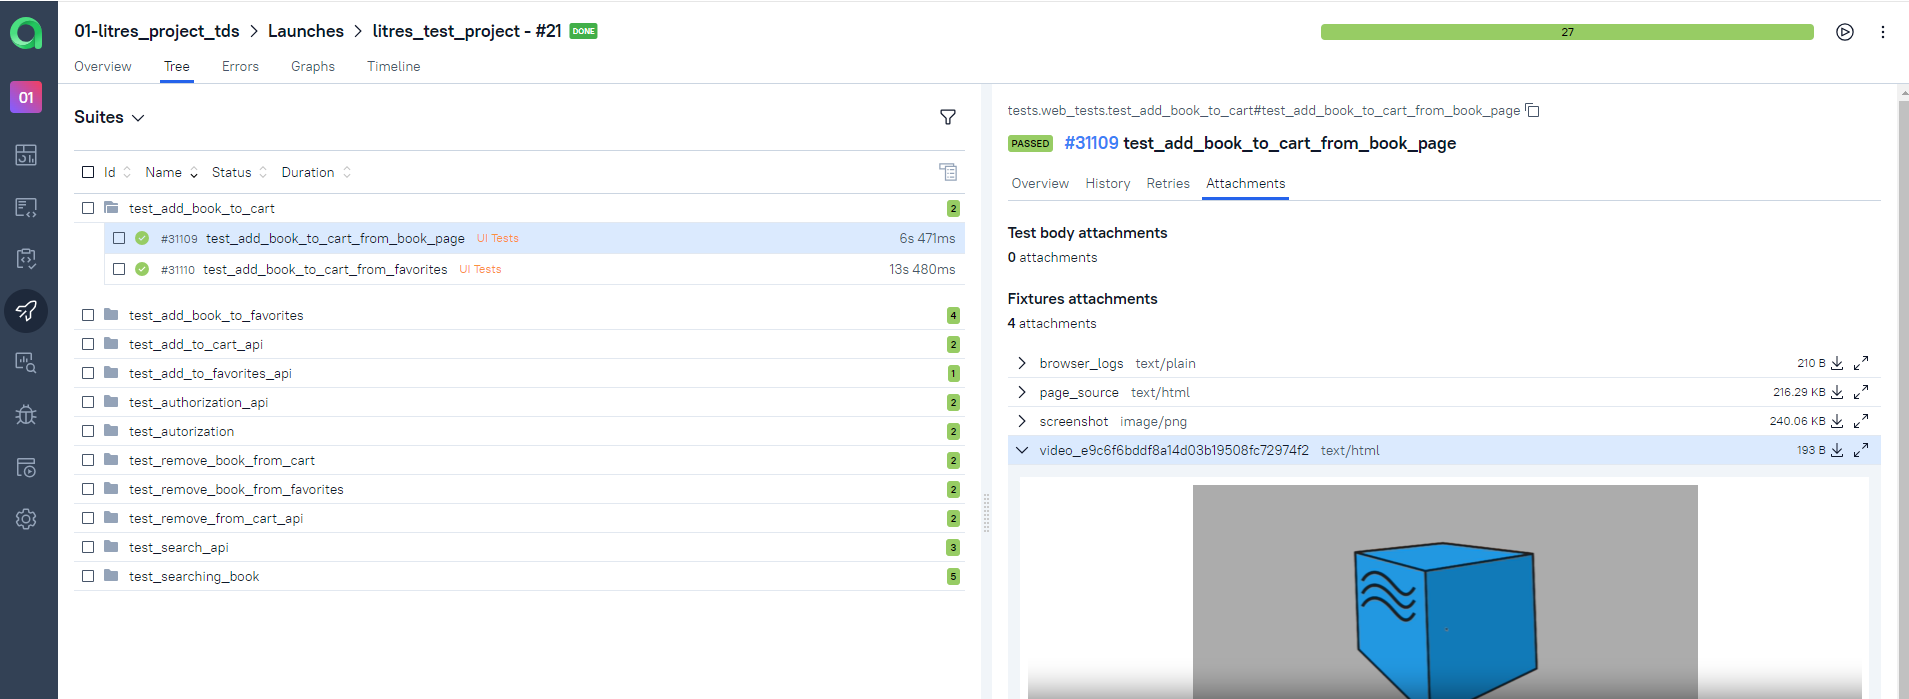 01-litres_project_tds > Launches > litres_test_project - #21 DONE
27
Overview Tree Errors Graphs Timeline
01
Suites
Id Name Status Duration
test_add_book_to_cart 2
#31109 test_add_book_to_cart_from_book_page UI Tests 6s 471ms
#31110 test_add_book_to_cart_from_favorites UI Tests 13s 480ms
test_add_book_to_favorites 4
test_add_to_cart_api 2
test_add_to_favorites_api 1
test_authorization_api 2
test_autorization 2
test_remove_book_from_cart 2
test_remove_book_from_favorites 2
test_remove_from_cart_api 2
test_search_api 3
test_searching_book 5
tests.web_tests.test_add_book_to_cart#test_add_book_to_cart_from_book_page
PASSED #31109 test_add_book_to_cart_from_book_page
Overview History Retries Attachments
Test body attachments
0 attachments
Fixtures attachments
4 attachments
browser_logs text/plain 210 B
page_source text/html 216.29 KB
screenshot image/png 240.06 KB
video_e9c6f6bddf8a14d03b19508fc72974f2 text/html 193 B